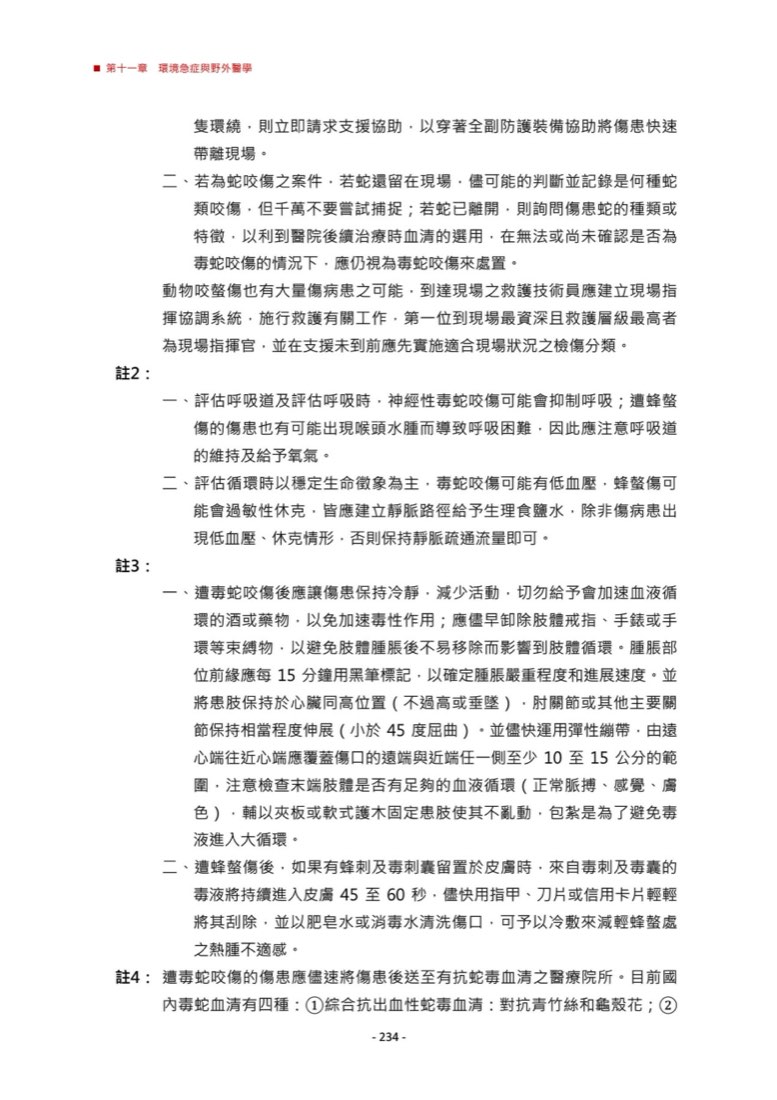 ■ 第十一章　環境急症與野外醫學
隻環繞，則立即請求支援協助，以穿著全副防護裝備協助將傷患快速
帶離現場。
二、若為蛇咬傷之案件，若蛇還留在現場，儘可能的判斷並記錄是何種蛇
類咬傷，但千萬不要嘗試捕捉；若蛇已離開，則詢問傷患蛇的種類或
特徵，以利到醫院後續治療時血清的選用，在無法或尚未確認是否為
毒蛇咬傷的情況下，應仍視為毒蛇咬傷來處置。
動物咬螫傷也有大量傷病患之可能，到達現場之救護技術員應建立現場指
揮協調系統，施行救護有關工作，第一位到現場最資深且救護層級最高者
為現場指揮官，並在支援未到前應先實施適合現場狀況之檢傷分類。
註2：
一、評估呼吸道及評估呼吸時，神經性毒蛇咬傷可能會抑制呼吸；遭蜂螫
傷的傷患也有可能出現喉頭水腫而導致呼吸困難，因此應注意呼吸道
的維持及給予氧氣。
二、評估循環時以穩定生命徵象為主，毒蛇咬傷可能有低血壓，蜂螫傷可
能會過敏性休克，皆應建立靜脈路徑給予生理食鹽水，除非傷病患出
現低血壓、休克情形，否則保持靜脈疏通流量即可。
註3：
一、遭毒蛇咬傷後應讓傷患保持冷靜，減少活動，切勿給予會加速血液循
環的酒或藥物，以免加速毒性作用；應儘早卸除肢體戒指、手錶或手
環等束縛物，以避免肢體腫脹後不易移除而影響到肢體循環。腫脹部
位前緣應每 15 分鐘用黑筆標記，以確定腫脹嚴重程度和進展速度。並
將患肢保持於心臟同高位置（不過高或垂墜），肘關節或其他主要關
節保持相當程度伸展（小於 45 度屈曲）。並儘快運用彈性繃帶，由遠
心端往近心端應覆蓋傷口的遠端與近端任一側至少 10 至 15 公分的範
圍，注意檢查末端肢體是否有足夠的血液循環（正常脈搏、感覺、膚
色），輔以夾板或軟式護木固定患肢使其不亂動，包紮是為了避免毒
液進入大循環。
二、遭蜂螫傷後，如果有蜂刺及毒刺囊留置於皮膚時，來自毒刺及毒囊的
毒液將持續進入皮膚 45 至 60 秒，儘快用指甲、刀片或信用卡片輕輕
將其刮除，並以肥皂水或消毒水清洗傷口，可予以冷敷來減輕蜂螫處
之熱腫不適感。
註4：遭毒蛇咬傷的傷患應儘速將傷患後送至有抗蛇毒血清之醫療院所。目前國
內毒蛇血清有四種：①綜合抗出血性蛇毒血清：對抗青竹絲和龜殼花；②
- 234 -